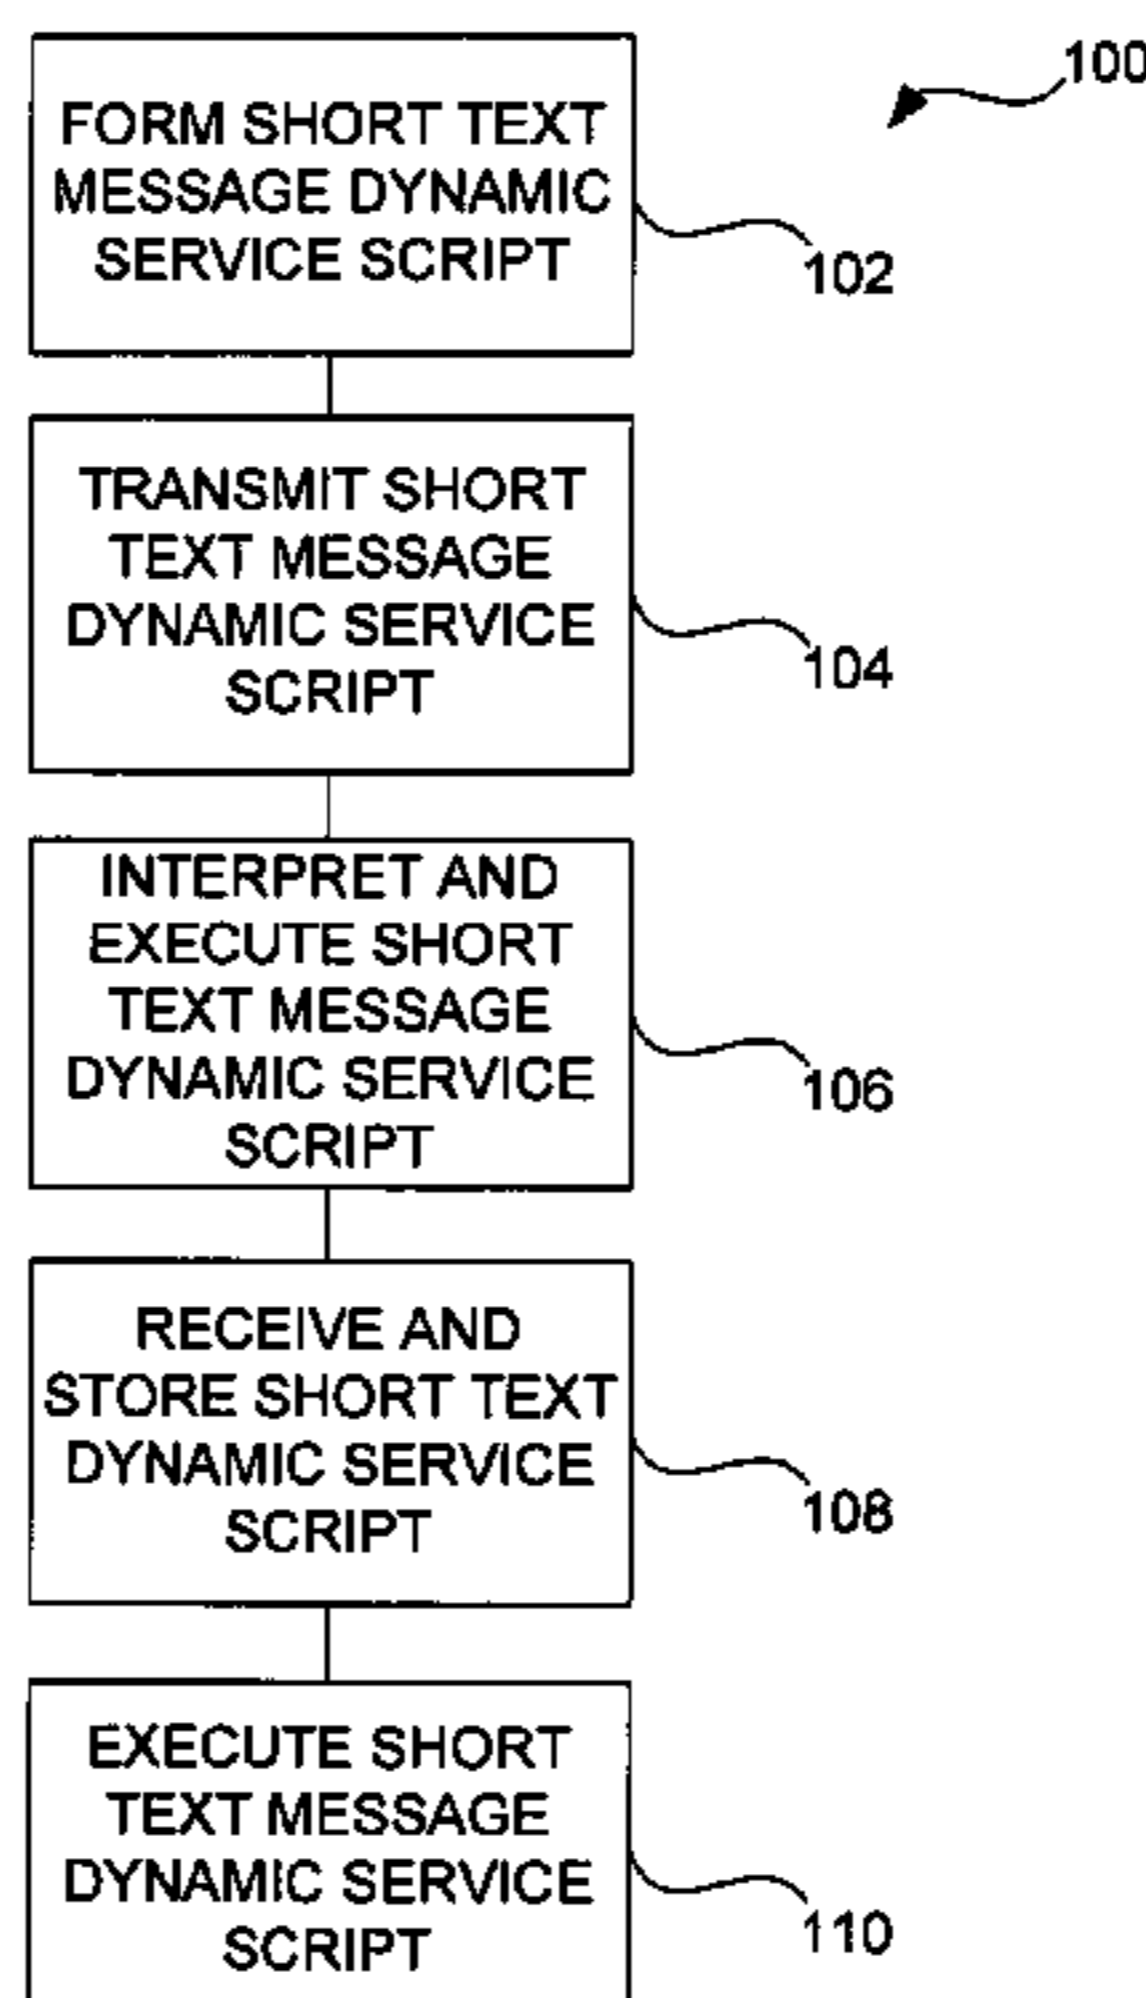 100
FORM SHORT TEXT
MESSAGE DYNAMIC
SERVICE SCRIPT
102
TRANSMIT SHORT
TEXT MESSAGE
DYNAMIC SERVICE
SCRIPT
104
INTERPRET AND
EXECUTE SHORT
TEXT MESSAGE
DYNAMIC SERVICE
SCRIPT
106
RECEIVE AND
STORE SHORT TEXT
DYNAMIC SERVICE
SCRIPT
108
EXECUTE SHORT
TEXT MESSAGE
DYNAMIC SERVICE
SCRIPT
110